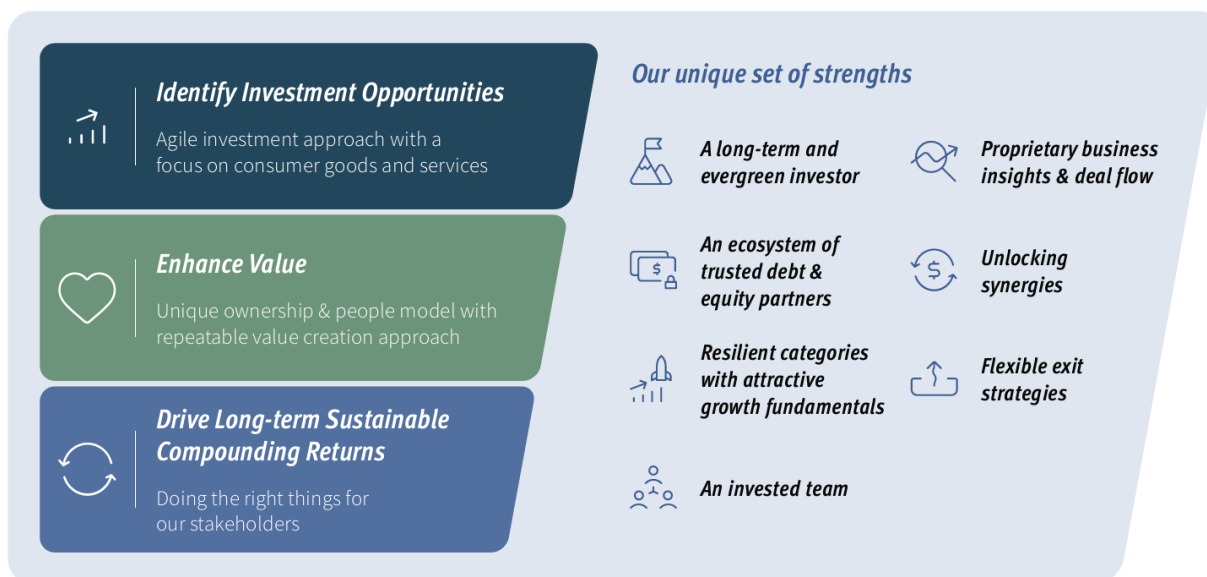 Identify Investment Opportunities
Agile investment approach with a
focus on consumer goods and services
Enhance Value
Unique ownership & people model with
repeatable value creation approach
Drive Long-term Sustainable
Compounding Returns
Doing the right things for
our stakeholders
Our unique set of strengths
A long-term and
evergreen investor
Proprietary business
insights & deal flow
An ecosystem of
trusted debt &
equity partners
Unlocking
synergies
Resilient categories
with attractive
growth fundamentals
Flexible exit
strategies
An invested team